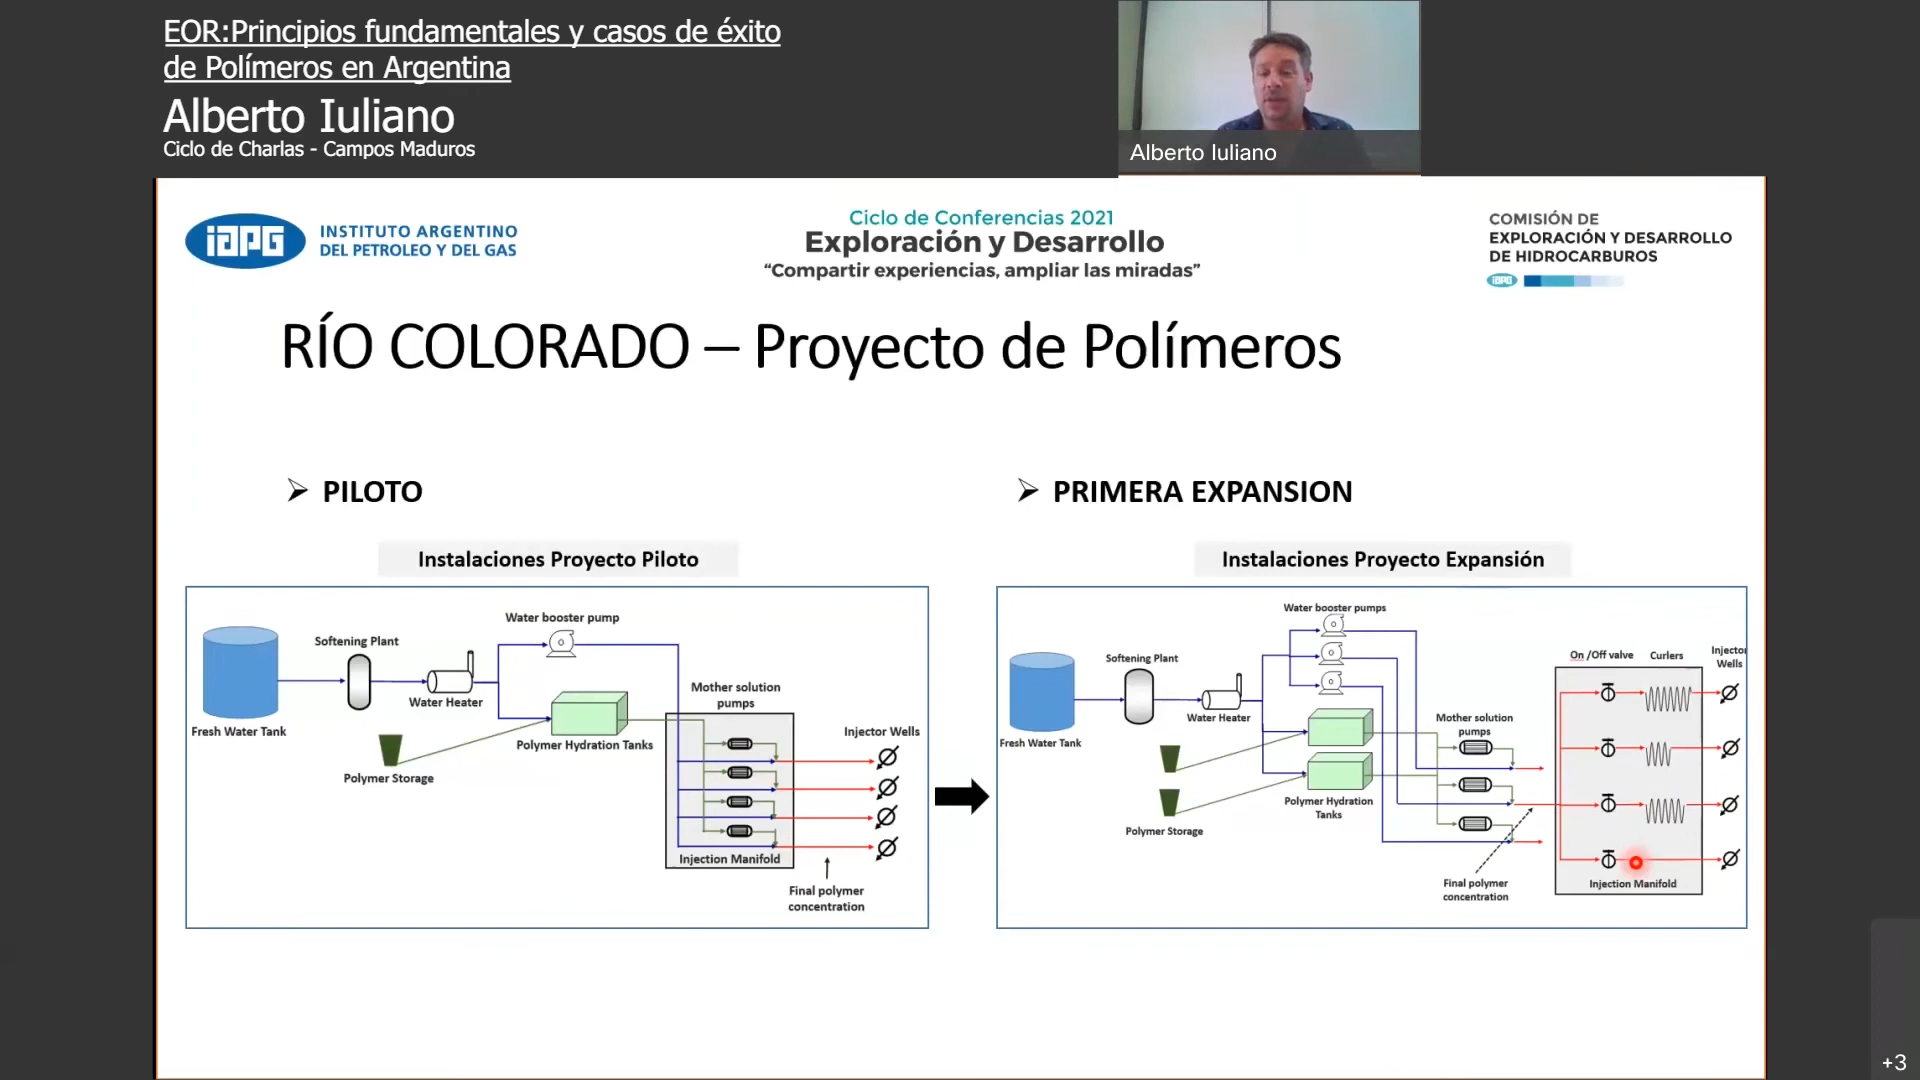 EOR:Principios fundamentales y casos de éxito
de Polímeros en Argentina
Alberto Iuliano
Ciclo de Charlas - Campos Maduros
Alberto Iuliano
iapg
INSTITUTO ARGENTINO
DEL PETROLEO Y DEL GAS
Ciclo de Conferencias 2021
Exploración y Desarrollo
“Compartir experiencias, ampliar las miradas”
COMISIÓN DE
EXPLORACIÓN Y DESARROLLO
DE HIDROCARBUROS
iapg
RÍO COLORADO – Proyecto de Polímeros
PILOTO
Instalaciones Proyecto Piloto
Water booster pump
Softening Plant
Water Heater
Mother solution
pumps
Fresh Water Tank
Polymer Hydration Tanks
Injector Wells
Polymer Storage
Injection Manifold
Final polymer
concentration
PRIMERA EXPANSION
Instalaciones Proyecto Expansión
Water booster pumps
Softening Plant
On /Off valve
Curlers
Injector
Wells
Water Heater
Mother solution
pumps
Fresh Water Tank
Polymer Hydration
Tanks
Polymer Storage
Final polymer
concentration
Injection Manifold
+3